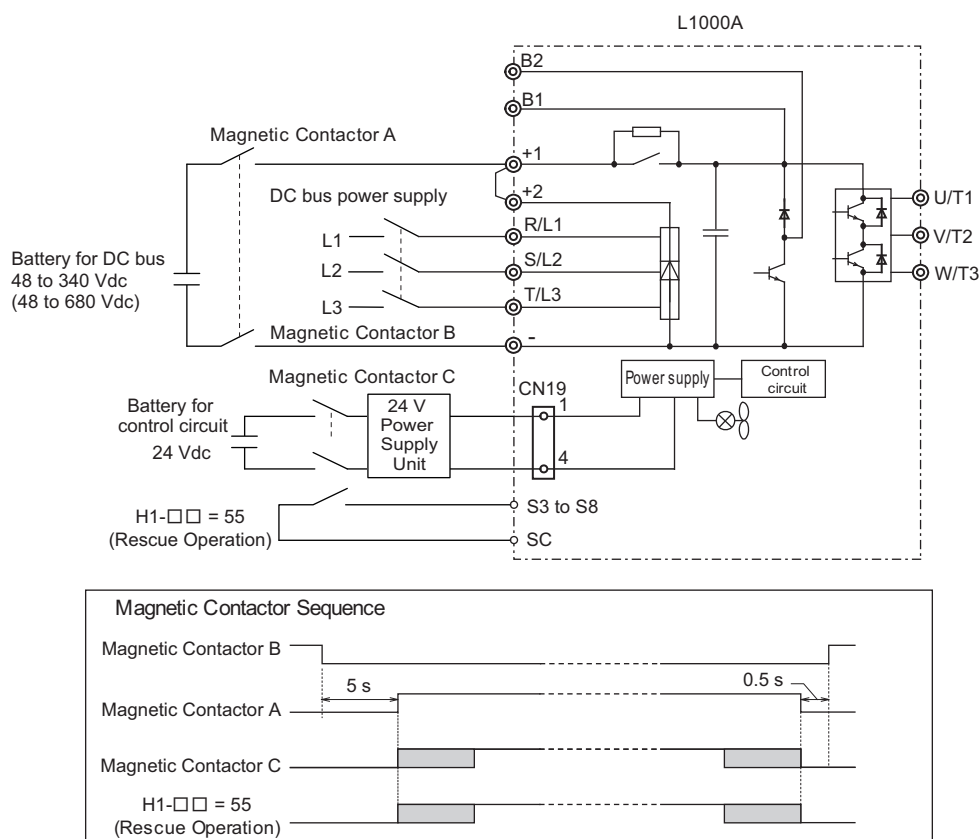 L1000A
B2
B1
Magnetic Contactor A
+1
+2
DC bus power supply
R/L1
U/T1
L1
S/L2
V/T2
Battery for DC bus
48 to 340 Vdc
(48 to 680 Vdc)
L2
T/L3
W/T3
L3
Magnetic Contactor B
-
Magnetic Contactor C
CN19
Power supply
Control
circuit
Battery for
control circuit
24 Vdc
24 V
Power
Supply
Unit
1
4
H1-□□ = 55
(Rescue Operation)
S3 to S8
SC
Magnetic Contactor Sequence
Magnetic Contactor B
5 s
0.5 s
Magnetic Contactor A
Magnetic Contactor C
H1-□□ = 55
(Rescue Operation)